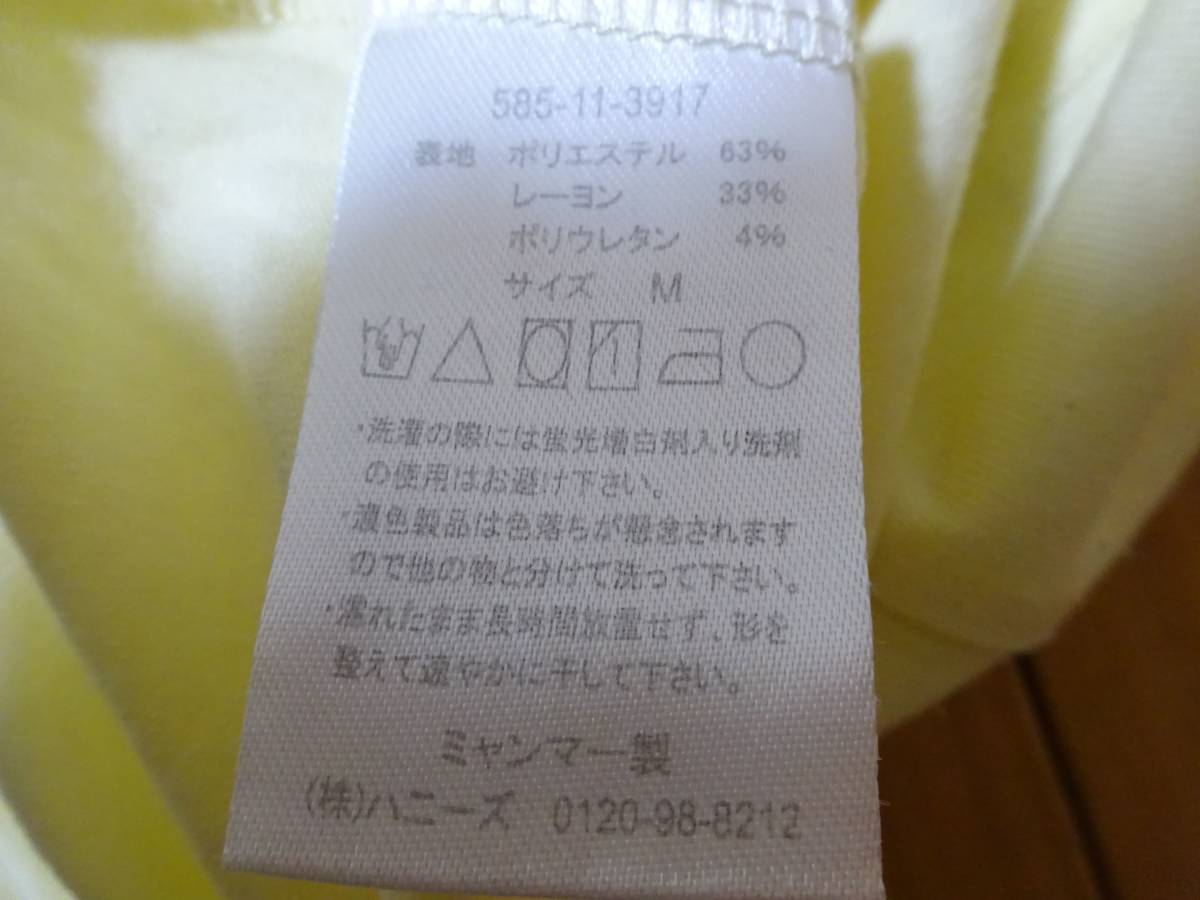 585-11-3917
表地 ポリエステル 63%
レーヨン 33%
ポリウレタン 4%
サイズ M
・洗濯の際には蛍光増白剤入り洗剤
の使用はお避け下さい。
・濃色製品は色落ちが懸念されます
ので他の物と分けて洗って下さい。
・濡れたまま長時間放置せず、形を
整えて速やかに干して下さい。
ミャンマー製
(株)ハニーズ 0120-98-8212